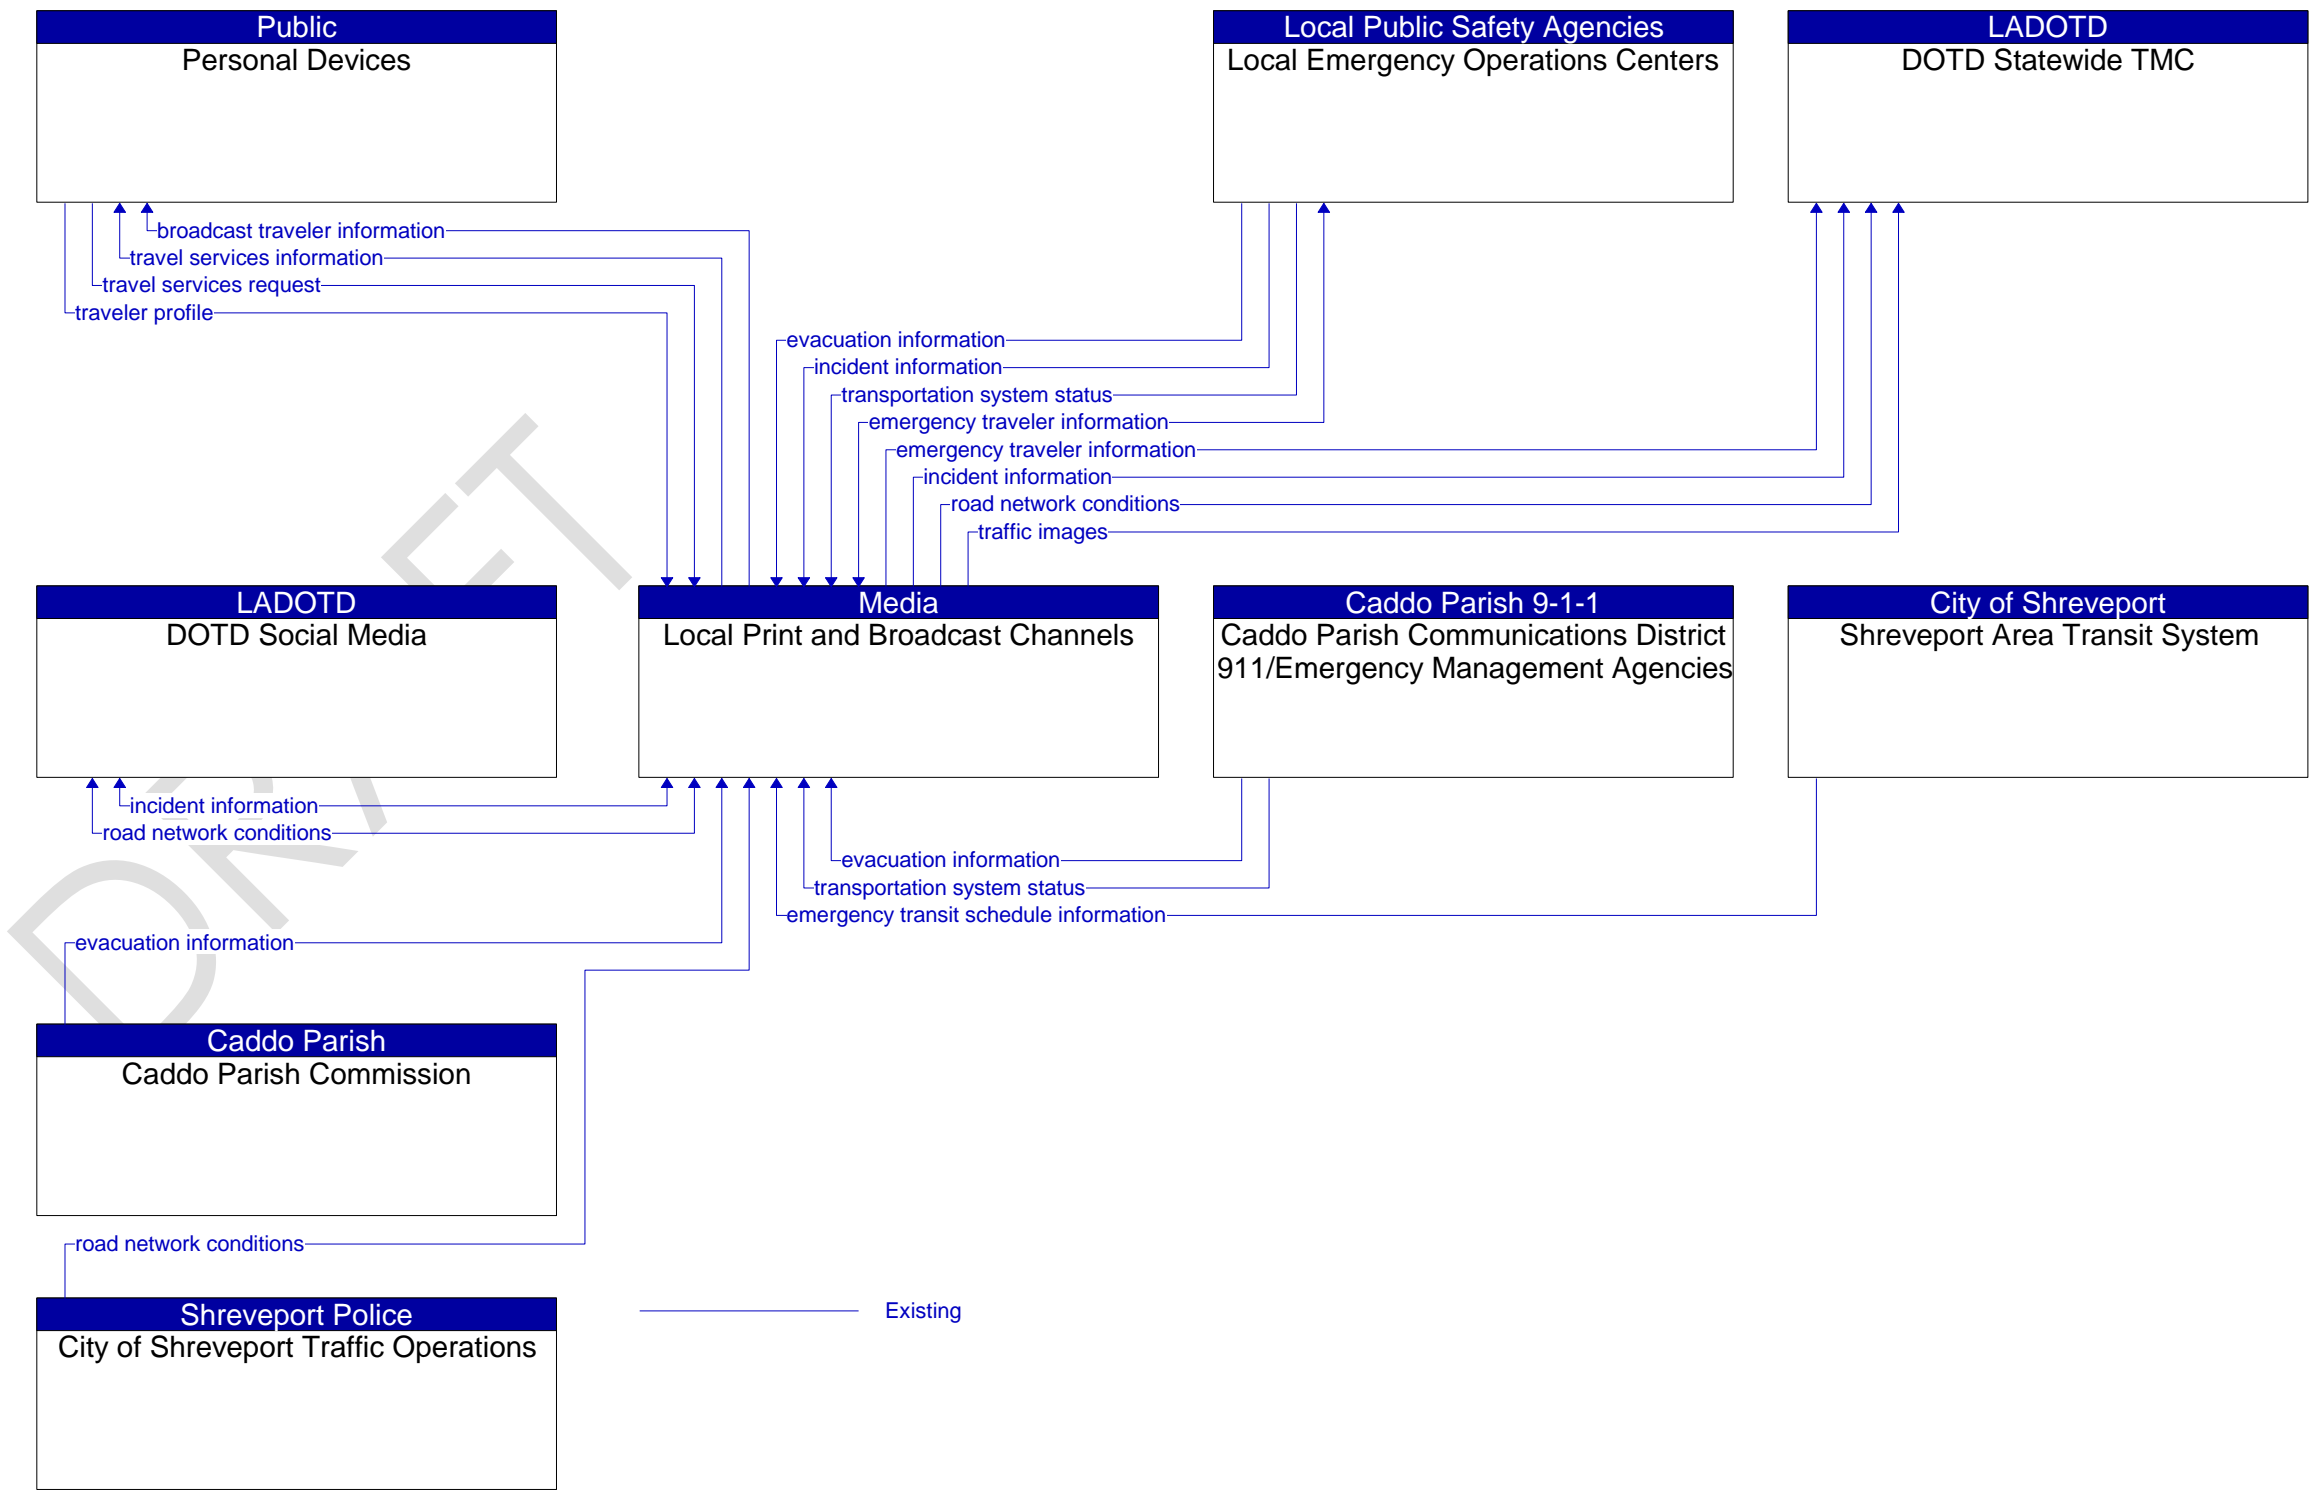 Public
Personal Devices
Local Public Safety Agencies
Local Emergency Operations Centers
LADOTD
DOTD Statewide TMC
broadcast traveler information
travel services information
travel services request
traveler profile
evacuation information
incident information
transportation system status
emergency traveler information
emergency traveler information
incident information
road network conditions
traffic images
LADOTD
DOTD Social Media
Media
Local Print and Broadcast Channels
Caddo Parish 9-1-1
Caddo Parish Communications District
911/Emergency Management Agencies
City of Shreveport
Shreveport Area Transit System
incident information
road network conditions
evacuation information
transportation system status
emergency transit schedule information
evacuation information
Caddo Parish
Caddo Parish Commission
road network conditions
Shreveport Police
City of Shreveport Traffic Operations
Existing
DRAFT